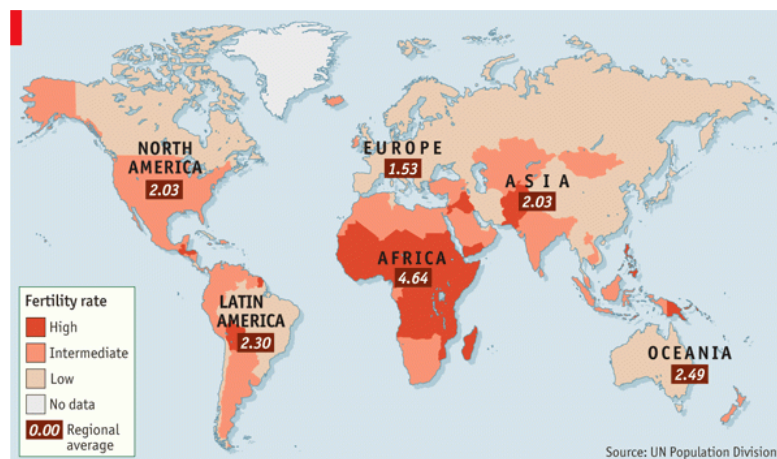 NORTH
AMERICA
2.03
EUROPE
1.53
ASIA
2.03
AFRICA
4.64
LATIN
AMERICA
2.30
OCEANIA
2.49
Fertility rate
High
Intermediate
Low
No data
0.00 Regional
average
Source: UN Population Division